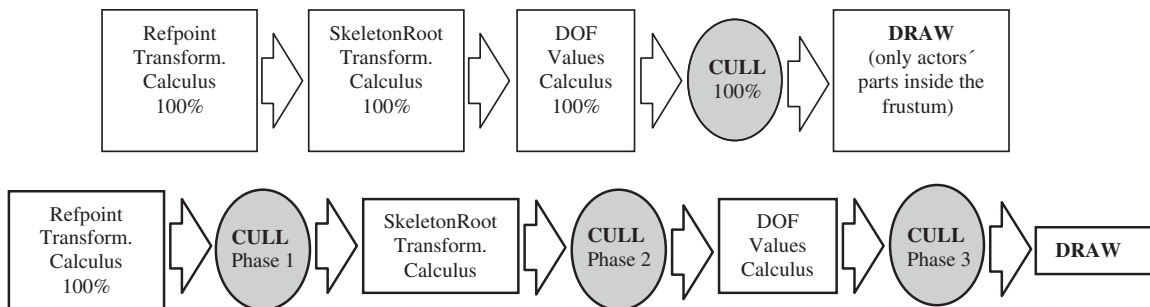 Refpoint
Transform.
Calculus
100%
SkeletonRoot
Transform.
Calculus
100%
DOF
Values
Calculus
100%
CULL
100%
DRAW
(only actors´
parts inside the
frustum)
Refpoint
Transform.
Calculus
100%
CULL
Phase 1
SkeletonRoot
Transform.
Calculus
CULL
Phase 2
DOF
Values
Calculus
CULL
Phase 3
DRAW